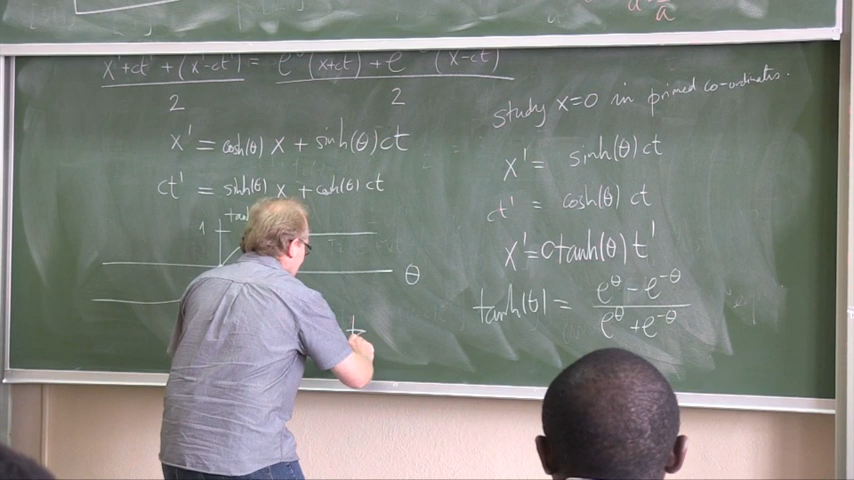 x'+ct' + (x'-ct') = e^θ (x+ct) + e^-θ (x-ct)
2 2
x' = cosh(θ) x + sinh(θ) ct
ct' = sinh(θ) x + cosh(θ) ct
1
θ
t
a
study x=0 in primed co-ordinates.
x' = sinh(θ) ct
ct' = cosh(θ) ct
x' = c tanh(θ) t'
tanh(θ) = e^θ - e^-θ
e^θ + e^-θ